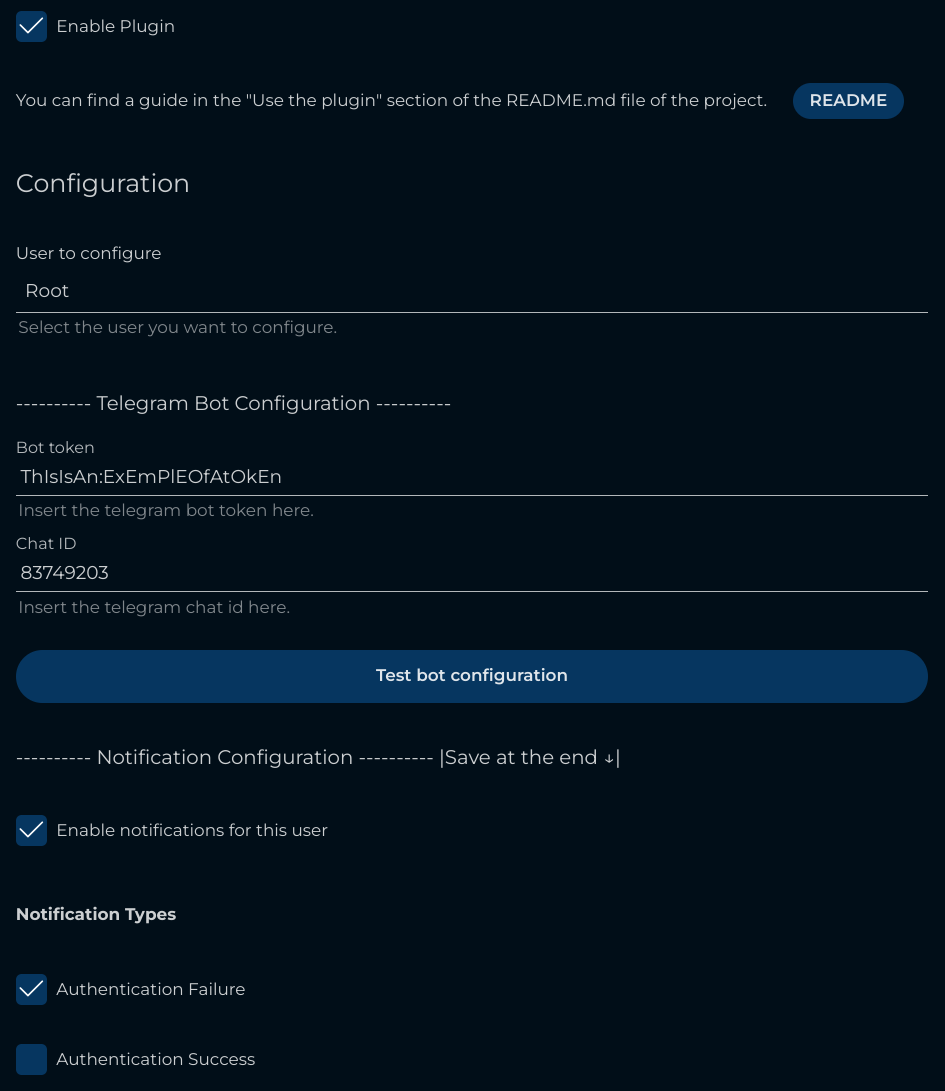 Enable Plugin
You can find a guide in the "Use the plugin" section of the README.md file of the project. README
Configuration
User to configure
Root
Select the user you want to configure.
---------- Telegram Bot Configuration ----------
Bot token
ThIsIsAn:ExEmPlEOfAtOkEn
Insert the telegram bot token here.
Chat ID
83749203
Insert the telegram chat id here.
Test bot configuration
---------- Notification Configuration ---------- |Save at the end ↓|
Enable notifications for this user
Notification Types
Authentication Failure
Authentication Success